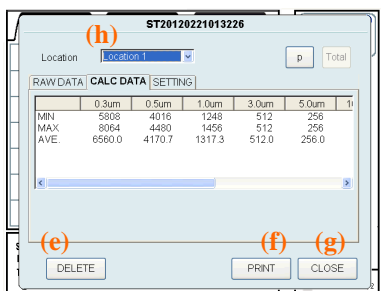 ST20120221013226
(h)
Location Location 1 p Total
RAW DATA CALC DATA SETTING
0.3um 0.5um 1.0um 3.0um 5.0um 1
MIN 5808 4016 1248 512 256
MAX 8064 4480 1456 512 256
AVE. 6560.0 4170.7 1317.3 512.0 256.0
(e) (f) (g)
DELETE PRINT CLOSE